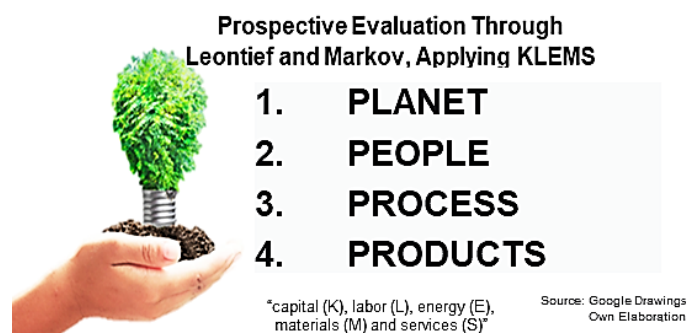 Prospective Evaluation Through
Leontief and Markov, Applying KLEMS
1. PLANET
2. PEOPLE
3. PROCESS
4. PRODUCTS
"capital (K), labor (L), energy (E),
materials (M) and services (S)"
Source: Google Drawings
Own Elaboration